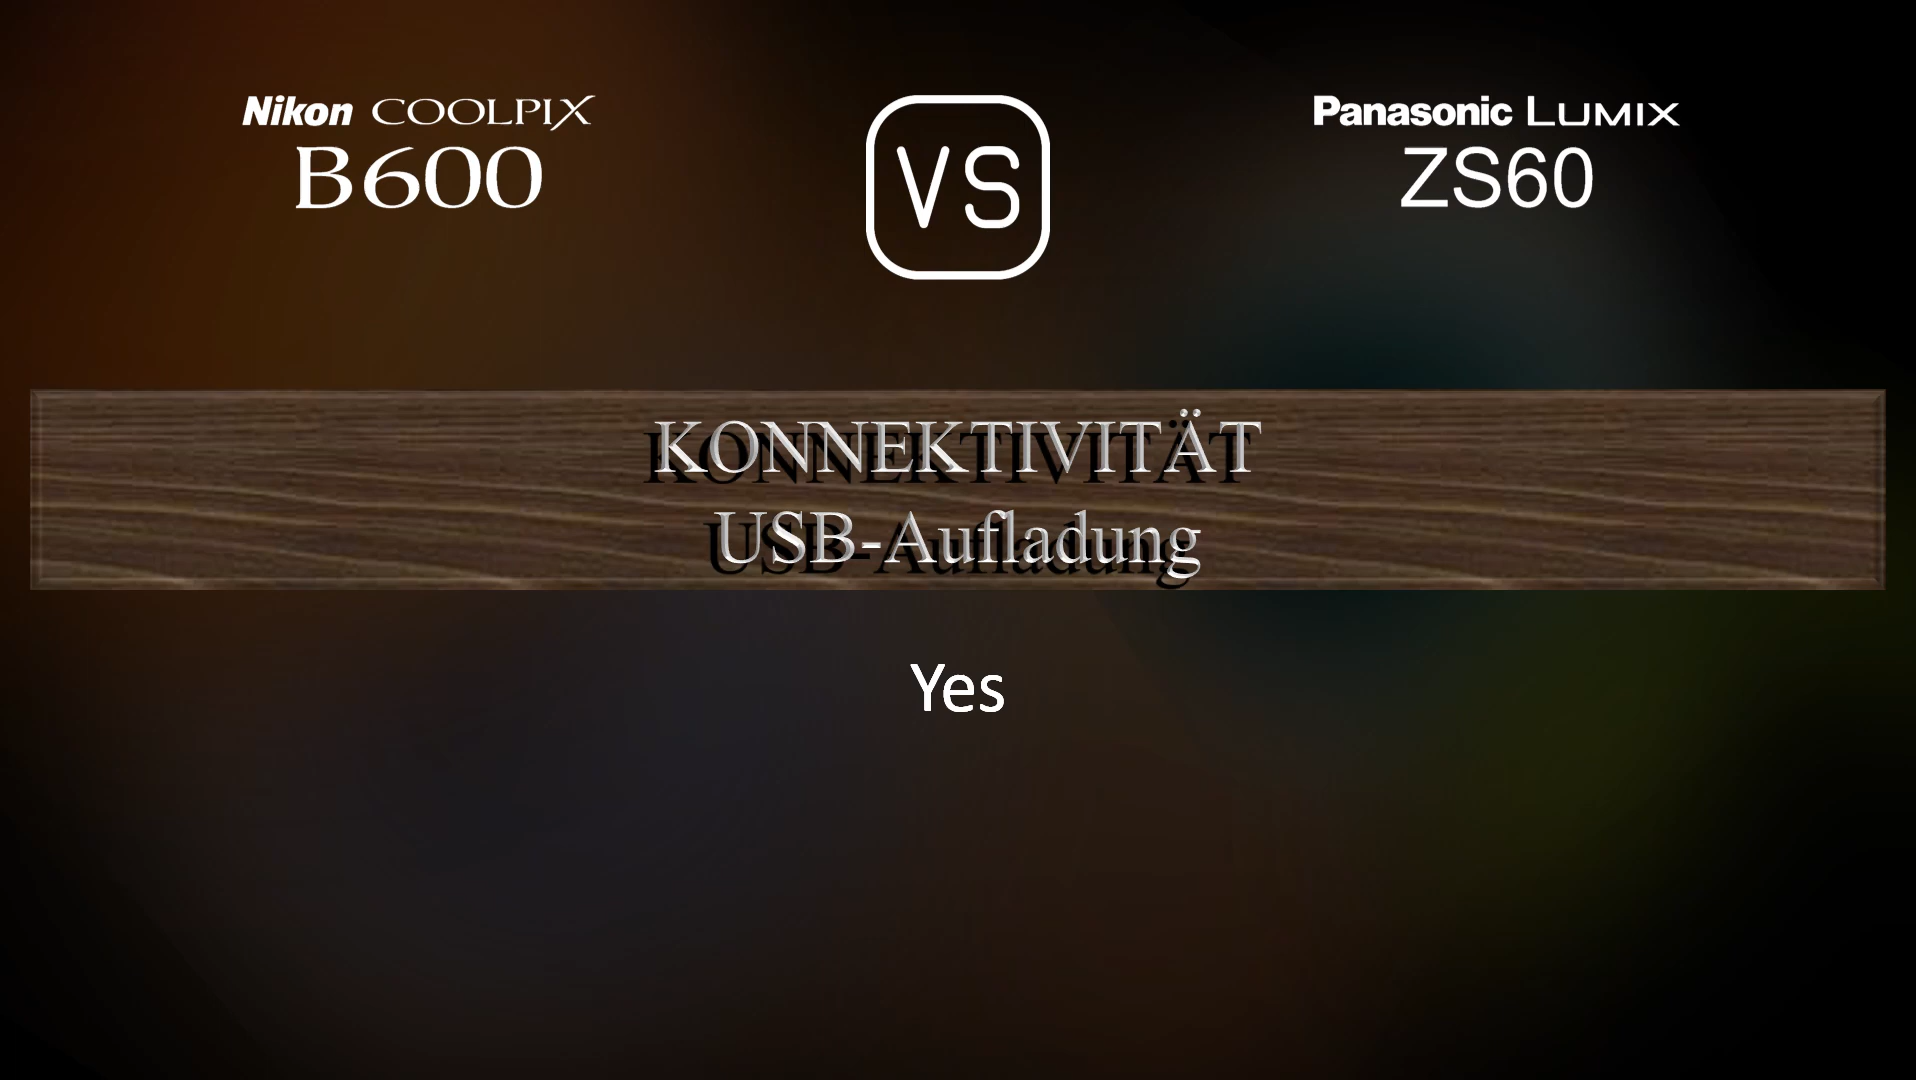 Nikon COOLPIX
B600
VS
Panasonic LUMIX
ZS60
KONNEKTIVITÄT
USB-Aufladung
Yes